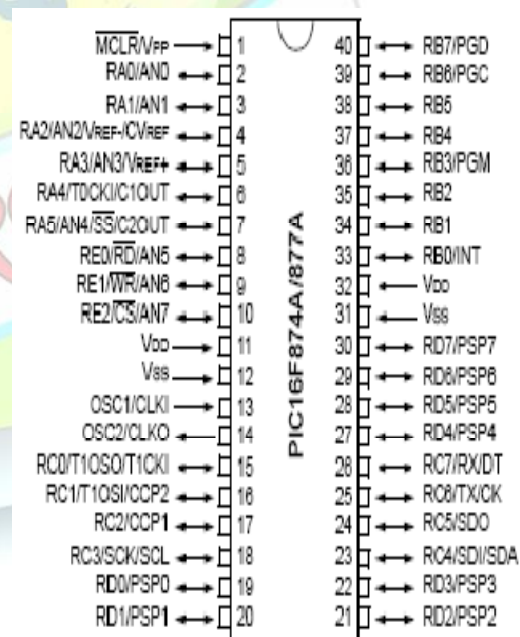 MCLR/VPP 1 40 RB7/PGD
RA0/AN0 2 39 RB6/PGC
RA1/AN1 3 38 RB5
RA2/AN2/VREF-/CVREF 4 37 RB4
RA3/AN3/VREF+ 5 36 RB3/PGM
RA4/T0CKI/C1OUT 6 35 RB2
RA5/AN4/SS/C2OUT 7 34 RB1
RE0/RD/AN5 8 33 RB0/INT
RE1/WR/AN6 9 32 VDD
RE2/CS/AN7 10 31 VSS
VDD 11 30 RD7/PSP7
VSS 12 29 RD6/PSP6
OSC1/CLKI 13 28 RD5/PSP5
OSC2/CLKO 14 27 RD4/PSP4
RC0/T1OSO/T1CKI 15 26 RC7/RX/DT
RC1/T1OSI/CCP2 16 25 RC6/TX/CK
RC2/CCP1 17 24 RC5/SDO
RC3/SCK/SCL 18 23 RC4/SDI/SDA
RD0/PSP0 19 22 RD3/PSP3
RD1/PSP1 20 21 RD2/PSP2
PIC16F874A/877A